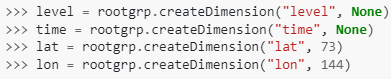 >>> level = rootgrp.createDimension("level", None)
>>> time = rootgrp.createDimension("time", None)
>>> lat = rootgrp.createDimension("lat", 73)
>>> lon = rootgrp.createDimension("lon", 144)